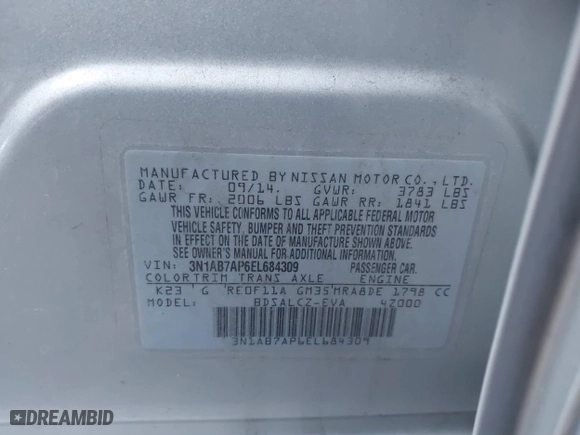 MANUFACTURED BY NISSAN MOTOR CO., LTD.
DATE: 09/14. GVWR: 3783 LBS
GAWR FR: 2006 LBS GAWR RR: 1841 LBS
THIS VEHICLE CONFORMS TO ALL APPLICABLE FEDERAL MOTOR
VEHICLE SAFETY, BUMPER AND THEFT PREVENTION STANDARDS
IN EFFECT ON THE DATE OF MANUFACTURE SHOWN ABOVE.
SEE OWNER'S MANUAL FOR ADDITIONAL INFORMATION.
VIN: 3N1AB7AP6EL684309 PASSENGER CAR.
COLOR TRIM TRANS AXLE ENGINE
K23 G RE0F11A GM35 MRA8DE 1798 CC
MODEL: BDSALCZ-EVA 42000
3N1AB7AP6EL684309
DREAMBID